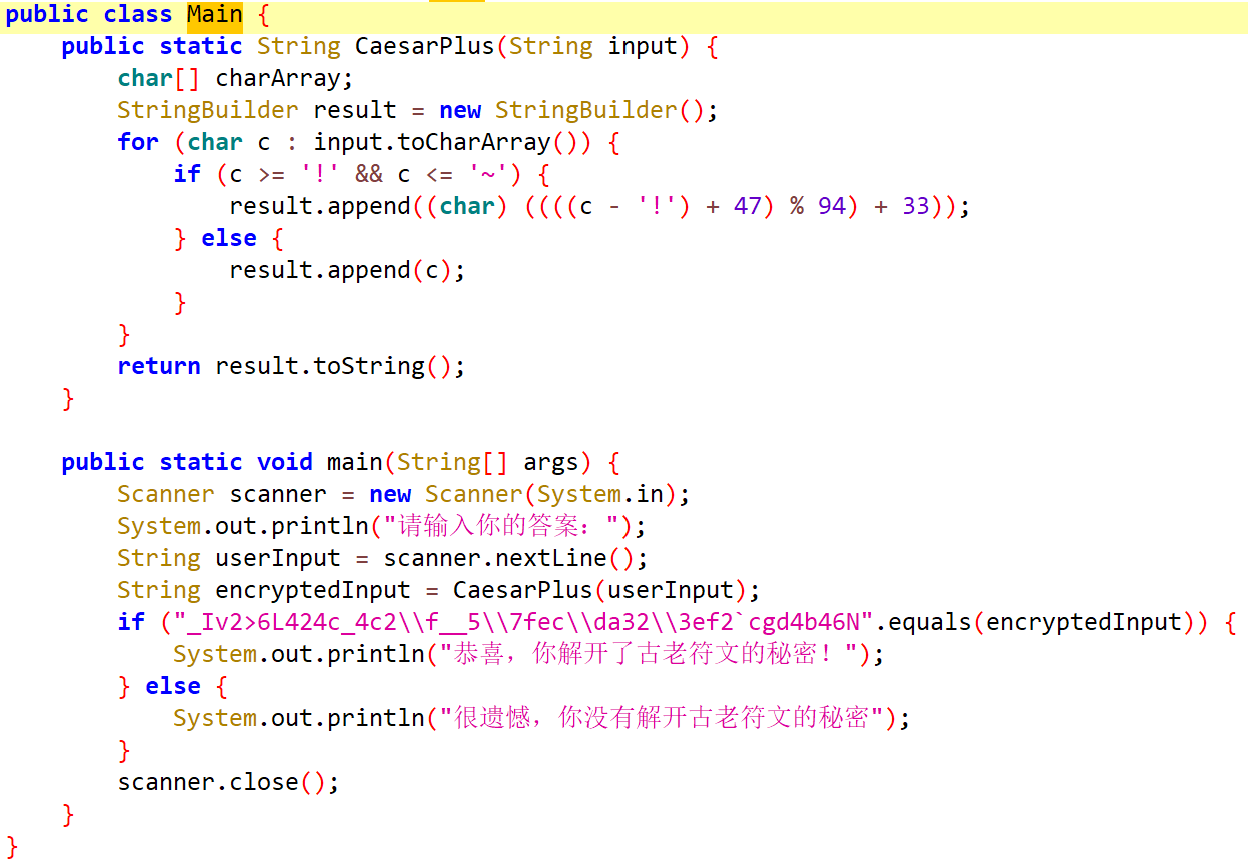 public class Main {
    public static String CaesarPlus(String input) {
        char[] charArray;
        StringBuilder result = new StringBuilder();
        for (char c : input.toCharArray()) {
            if (c >= '!' && c <= '~') {
                result.append((char) ((((c - '!') + 47) % 94) + 33));
            } else {
                result.append(c);
            }
        }
        return result.toString();
    }

    public static void main(String[] args) {
        Scanner scanner = new Scanner(System.in);
        System.out.println("请输入你的答案：");
        String userInput = scanner.nextLine();
        String encryptedInput = CaesarPlus(userInput);
        if ("_Iv2>6L424c_4c2\\f__5\\7fec\\da32\\3ef2`cgd4b46N".equals(encryptedInput)) {
            System.out.println("恭喜，你解开了古老符文的秘密！");
        } else {
            System.out.println("很遗憾，你没有解开古老符文的秘密");
        }
        scanner.close();
    }
}